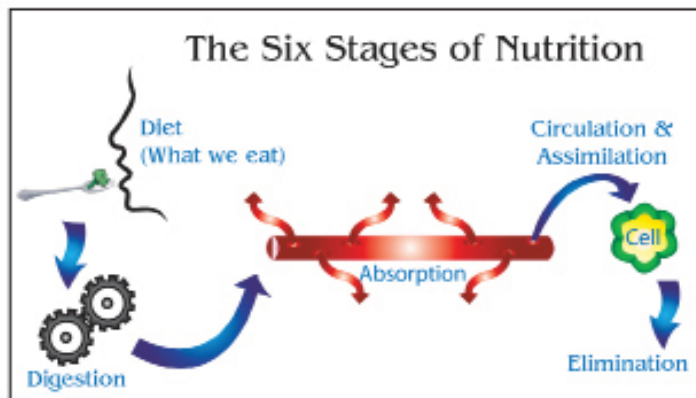 The Six Stages of Nutrition
Diet
(What we eat)
Digestion
Absorption
Circulation &
Assimilation
Cell
Elimination